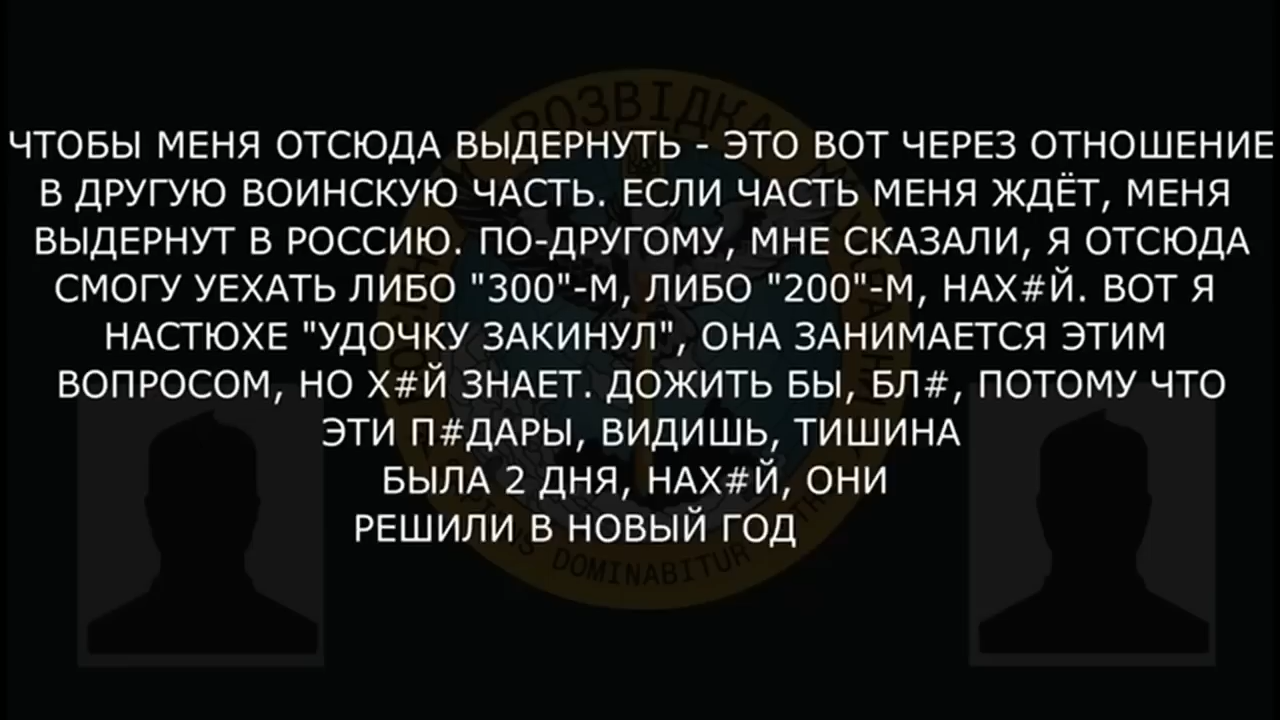 РОЗВІДКА
ЧТОБЫ МЕНЯ ОТСЮДА ВЫДЕРНУТЬ - ЭТО ВОТ ЧЕРЕЗ ОТНОШЕНИЕ
В ДРУГУЮ ВОИНСКУЮ ЧАСТЬ. ЕСЛИ ЧАСТЬ МЕНЯ ЖДЁТ, МЕНЯ
ВЫДЕРНУТ В РОССИЮ. ПО-ДРУГОМУ, МНЕ СКАЗАЛИ, Я ОТСЮДА
СМОГУ УЕХАТЬ ЛИБО "300"-М, ЛИБО "200"-М, НАХ#Й. ВОТ Я
НАСТЮХЕ "УДОЧКУ ЗАКИНУЛ", ОНА ЗАНИМАЕТСЯ ЭТИМ
ВОПРОСОМ, НО Х#Й ЗНАЕТ. ДОЖИТЬ БЫ, БЛ#, ПОТОМУ ЧТО
ЭТИ П#ДАРЫ, ВИДИШЬ, ТИШИНА
БЫЛА 2 ДНЯ, НАХ#Й, ОНИ
РЕШИЛИ В НОВЫЙ ГОД
DOMINABITUR